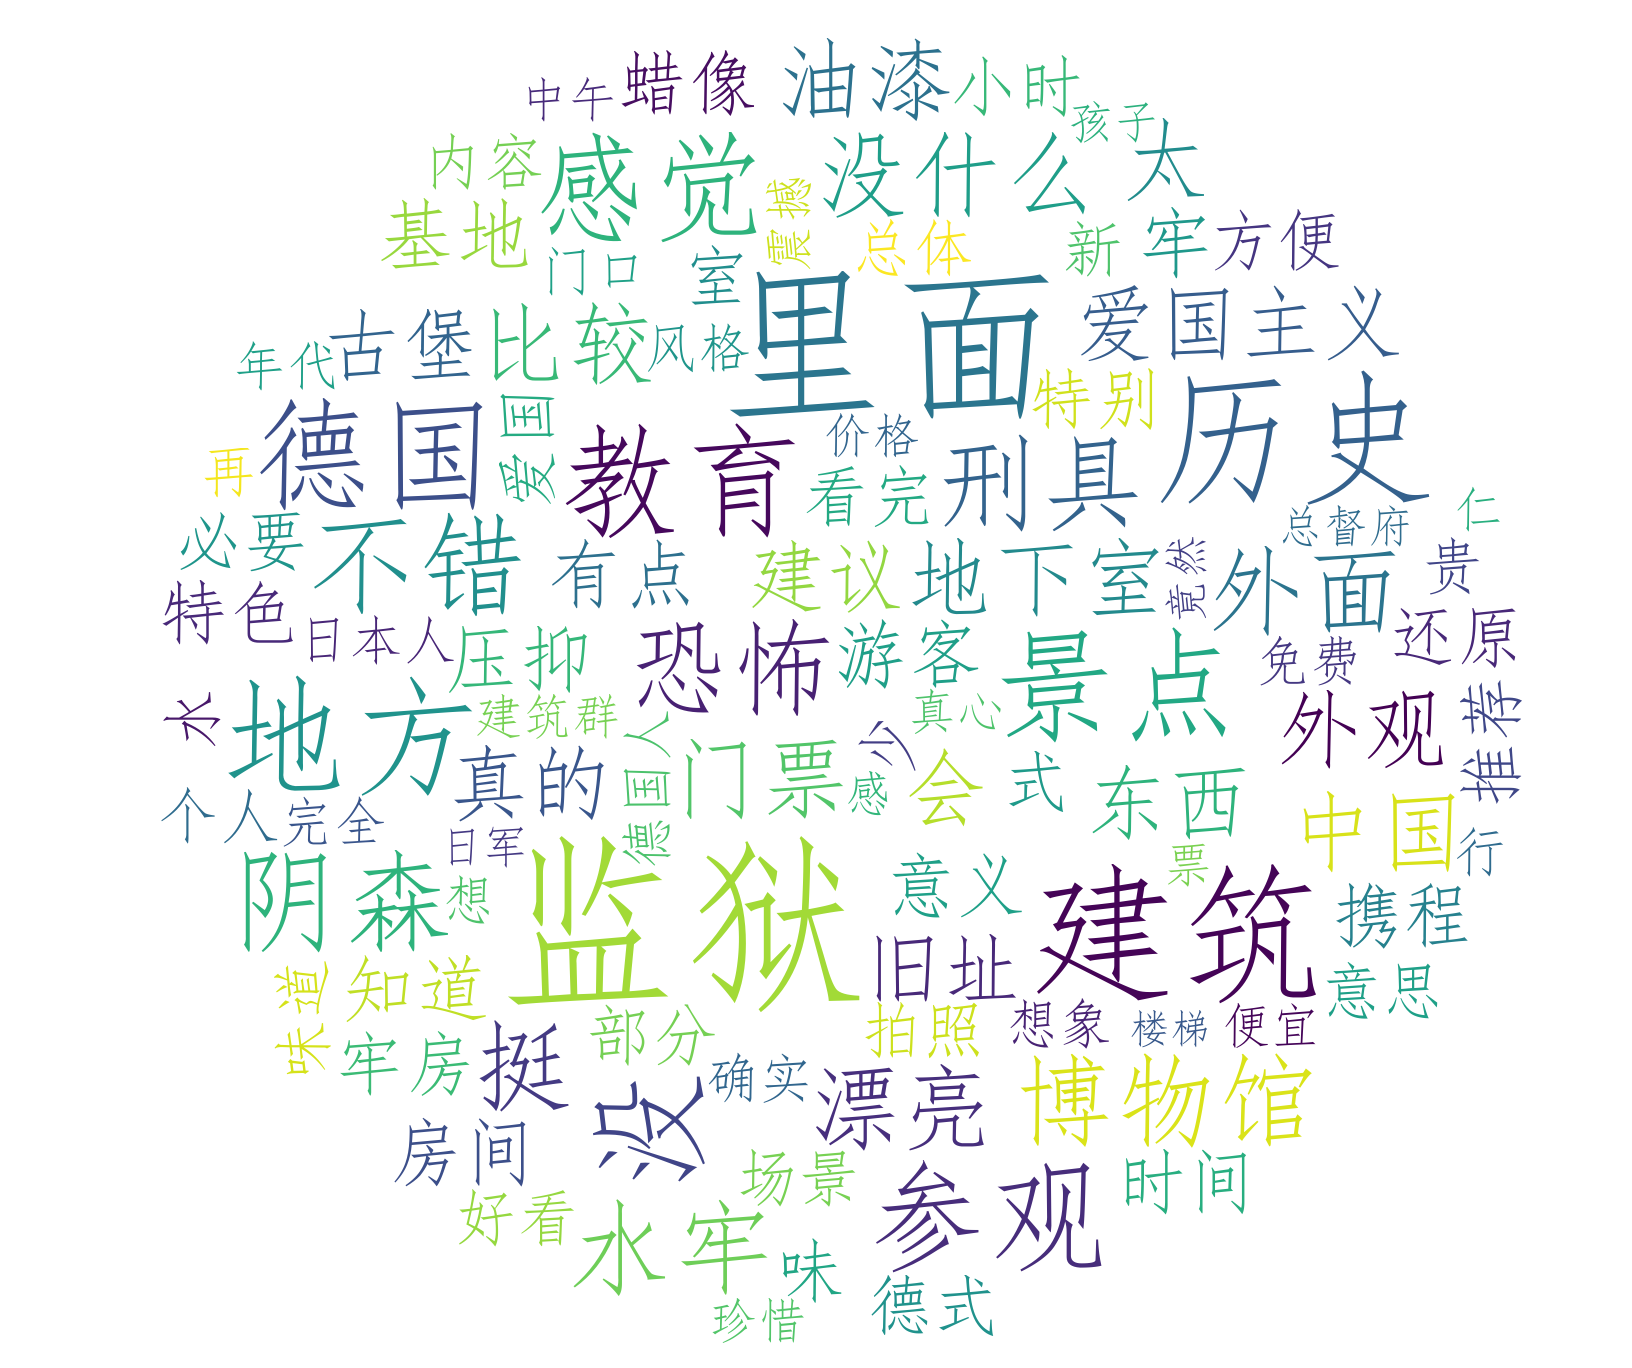 中午 蜡像 油漆 小时
孩子
内容 感觉 没什么 太
震撼
基地 门口 室 总体 新 牢 方便
里面
古堡 比较 风格 爱国主义
年代
德国 爱国 特别 历史
再 教育 价格 刑具
看完
仁
必要 不错 有点 建议 地下室 竟然 外面 总督府 贵
特色 日本人 压抑 恐怖 游客 景点 免费 还原
水 地方 建筑群 真心 外观 推荐
真的 德国人 门票 感 少 会 式 东西
个人 完全 中国
日军 票 行
阴森 想 监狱 意义 建筑 携程
味道 知道 旧址 意思
牢房 挺 部分 拍照 想象 楼梯 便宜
没 确实 漂亮 博物馆
房间 场景 参观 时间
好看 水牢 味
珍惜 德式